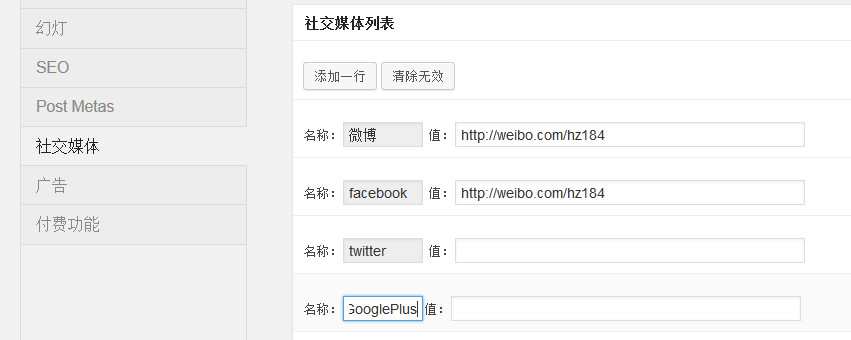 幻灯
SEO
Post Metas
社交媒体
广告
付费功能
社交媒体列表
添加一行 清除无效
名称： 微博 值： http://weibo.com/hz184
名称： facebook 值： http://weibo.com/hz184
名称： twitter 值：
名称： GooglePlus 值：